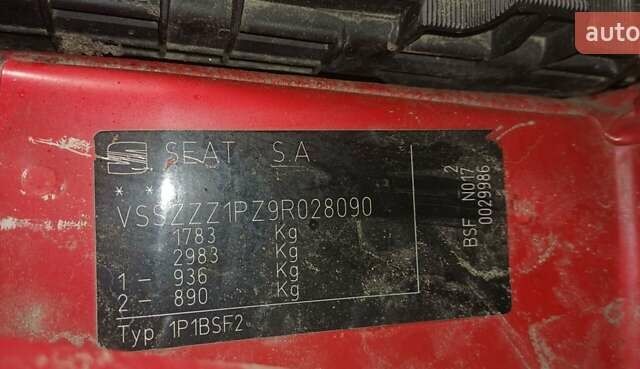 auto
SEAT S.A
* *
VSSZZZ1PZ9R028090
1783 Kg
2983 Kg
1 - 936 Kg
2 - 890 Kg
Typ 1P1BSF2
BSF N017 2
0029986